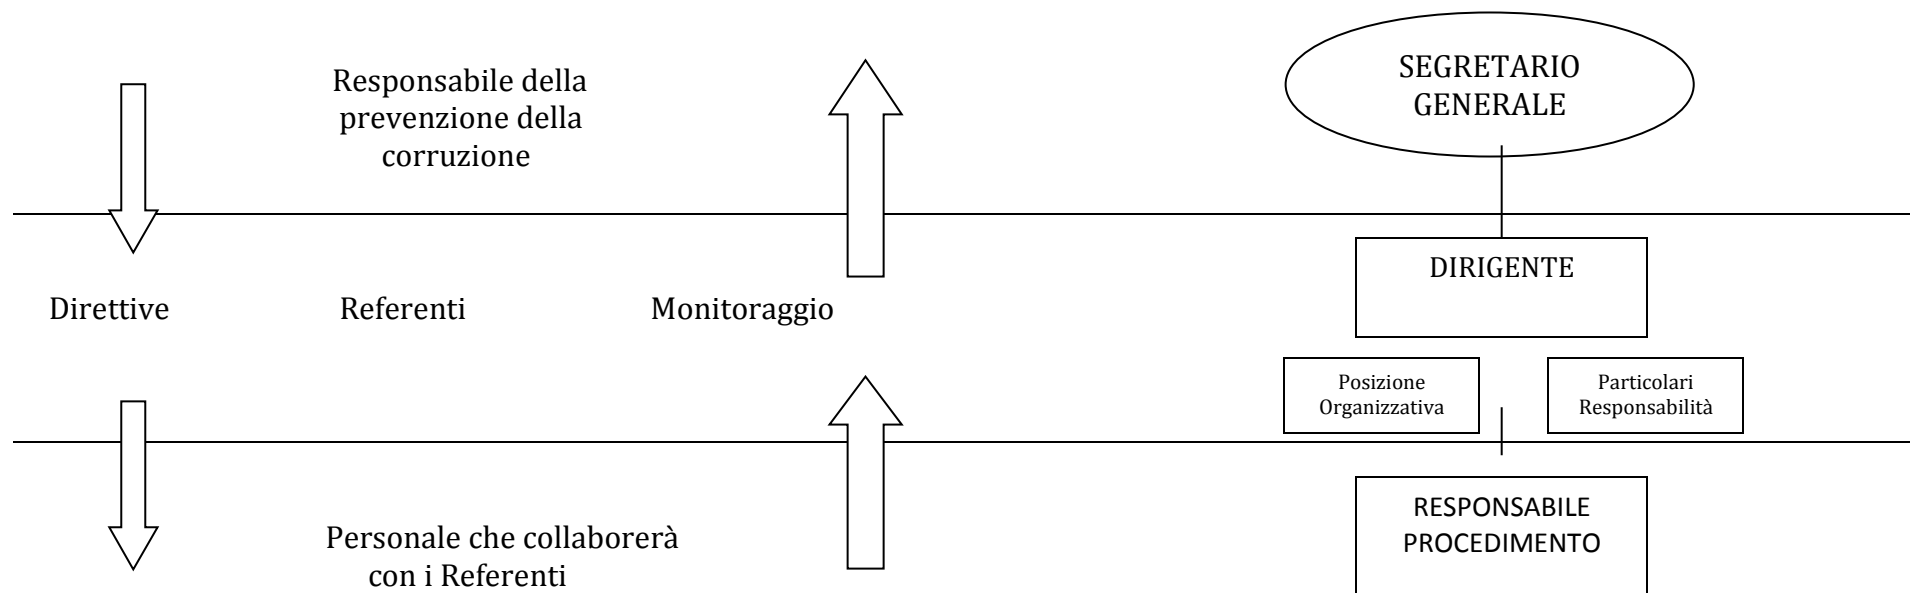 Responsabile della
prevenzione della
corruzione
SEGRETARIO
GENERALE
Direttive
Referenti
Monitoraggio
DIRIGENTE
Posizione
Organizzativa
Particolari
Responsabilità
Personale che collaborerà
con i Referenti
RESPONSABILE
PROCEDIMENTO